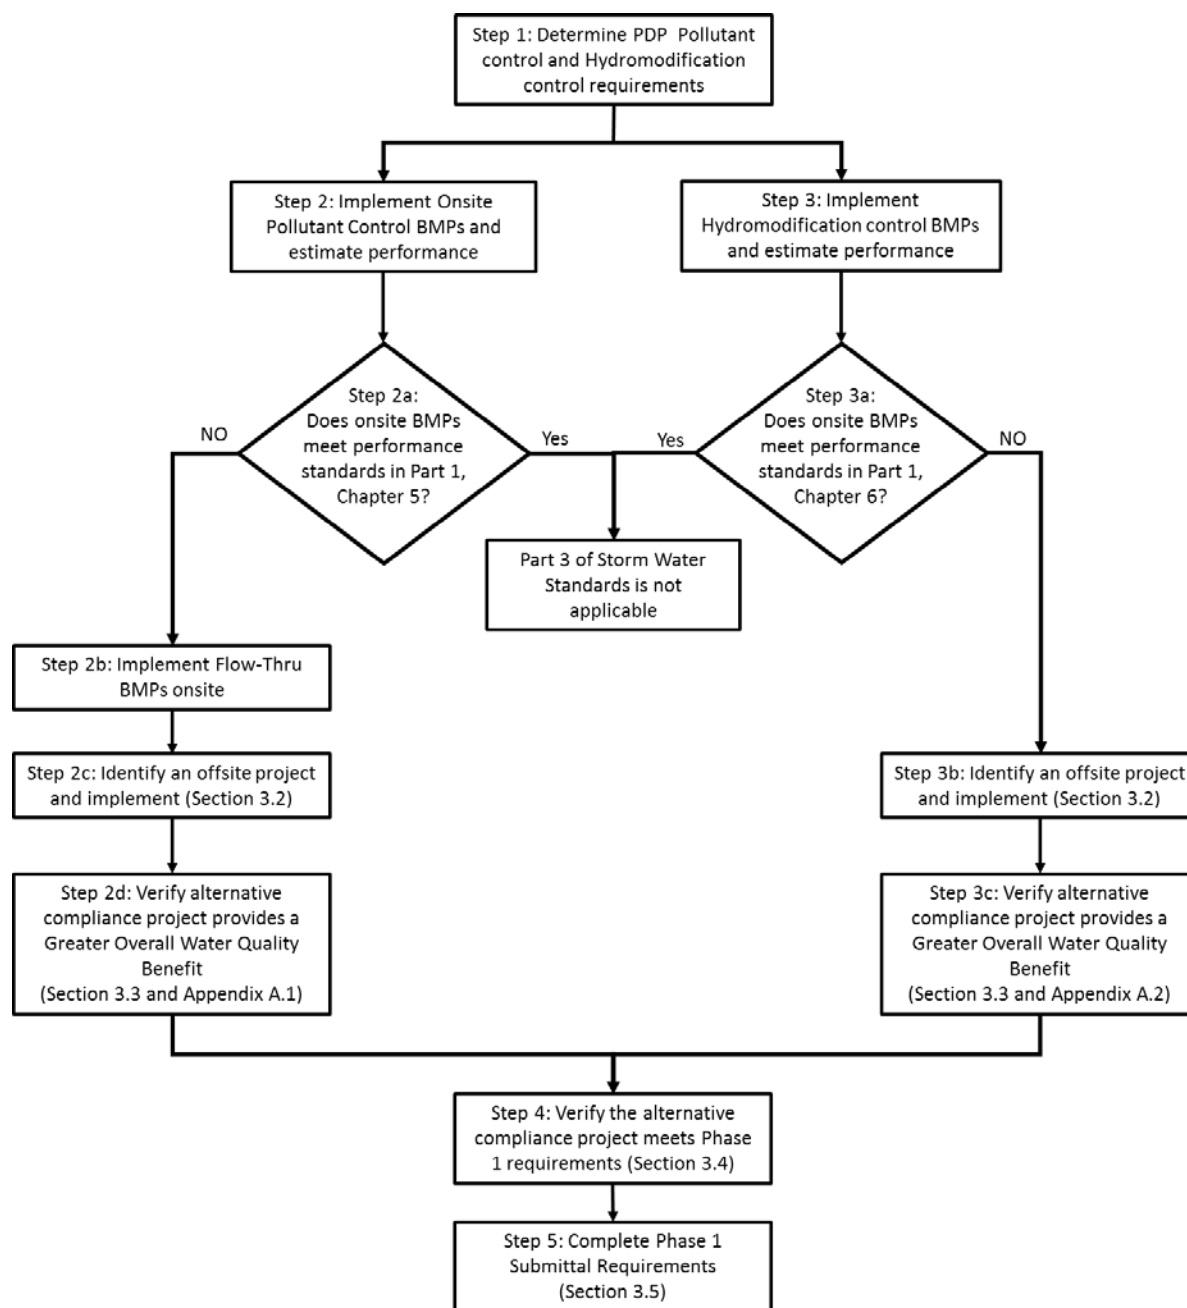 Step 1: Determine PDP Pollutant
control and Hydromodification
control requirements
Step 2: Implement Onsite
Pollutant Control BMPs and
estimate performance
Step 3: Implement
Hydromodification control BMPs
and estimate performance
Step 2a:
Does onsite BMPs
meet performance
standards in Part 1,
Chapter 5?
NO
Yes
Step 3a:
Does onsite BMPs
meet performance
standards in Part 1,
Chapter 6?
Yes
NO
Part 3 of Storm Water
Standards is not
applicable
Step 2b: Implement Flow-Thru
BMPs onsite
Step 2c: Identify an offsite project
and implement (Section 3.2)
Step 3b: Identify an offsite project
and implement (Section 3.2)
Step 2d: Verify alternative
compliance project provides a
Greater Overall Water Quality
Benefit
(Section 3.3 and Appendix A.1)
Step 3c: Verify alternative
compliance project provides a
Greater Overall Water Quality
Benefit
(Section 3.3 and Appendix A.2)
Step 4: Verify the alternative
compliance project meets Phase
1 requirements (Section 3.4)
Step 5: Complete Phase 1
Submittal Requirements
(Section 3.5)